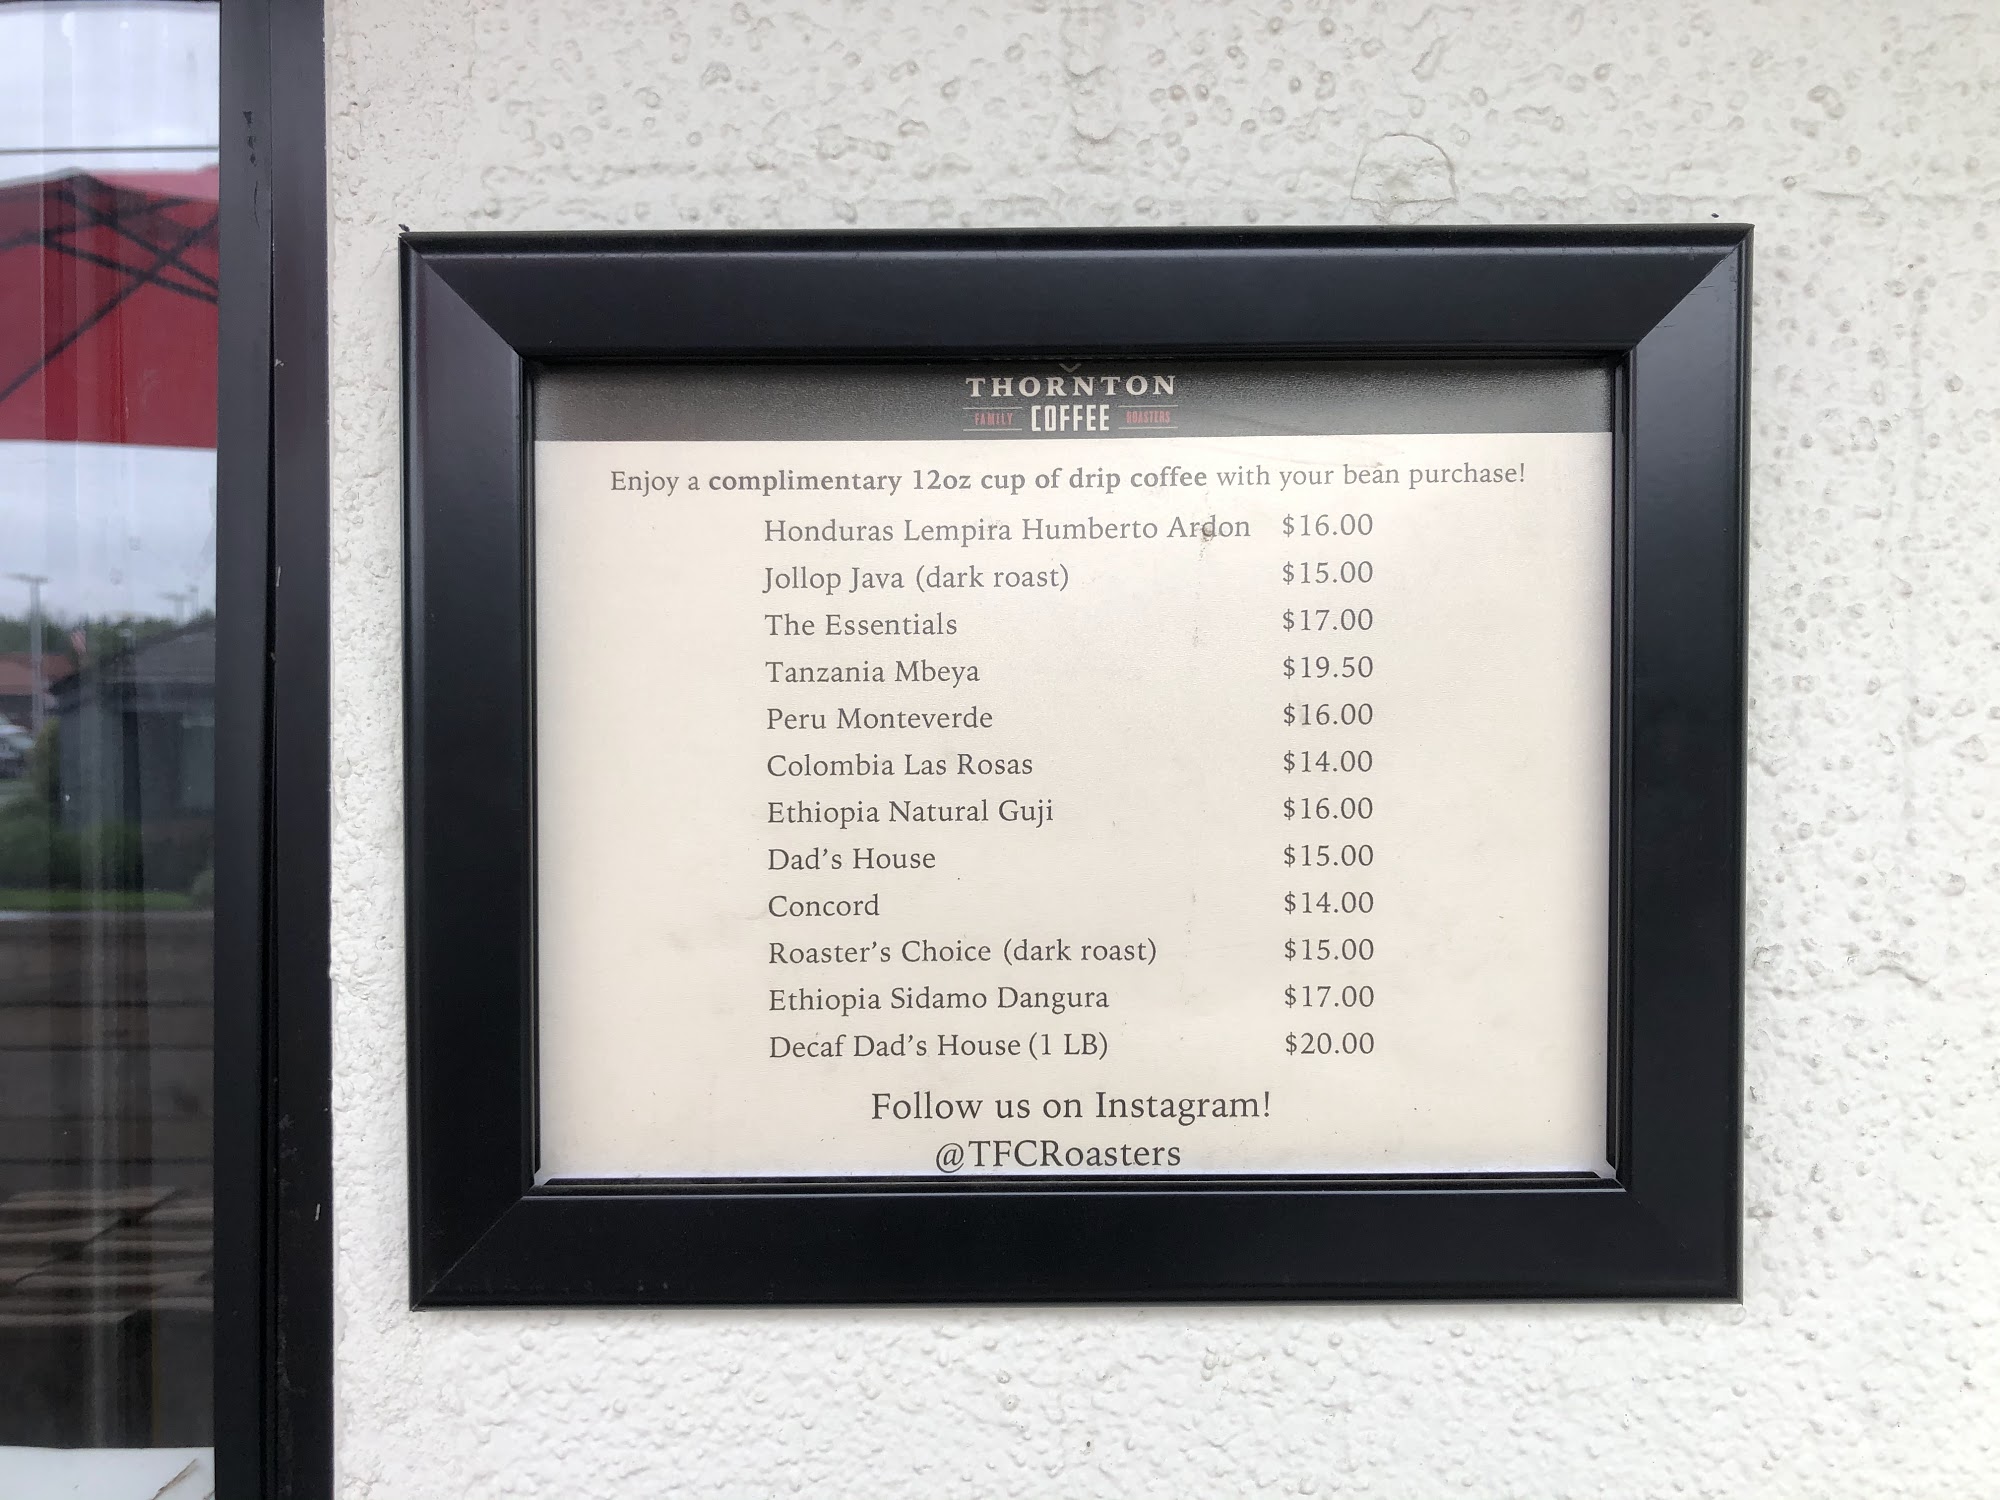 THORNTON
FAMILY COFFEE ROASTERS
Enjoy a complimentary 12oz cup of drip coffee with your bean purchase!
Honduras Lempira Humberto Ardon $16.00
Jollop Java (dark roast) $15.00
The Essentials $17.00
Tanzania Mbeya $19.50
Peru Monteverde $16.00
Colombia Las Rosas $14.00
Ethiopia Natural Guji $16.00
Dad's House $15.00
Concord $14.00
Roaster's Choice (dark roast) $15.00
Ethiopia Sidamo Dangura $17.00
Decaf Dad's House (1 LB) $20.00
Follow us on Instagram!
@TFCRoasters